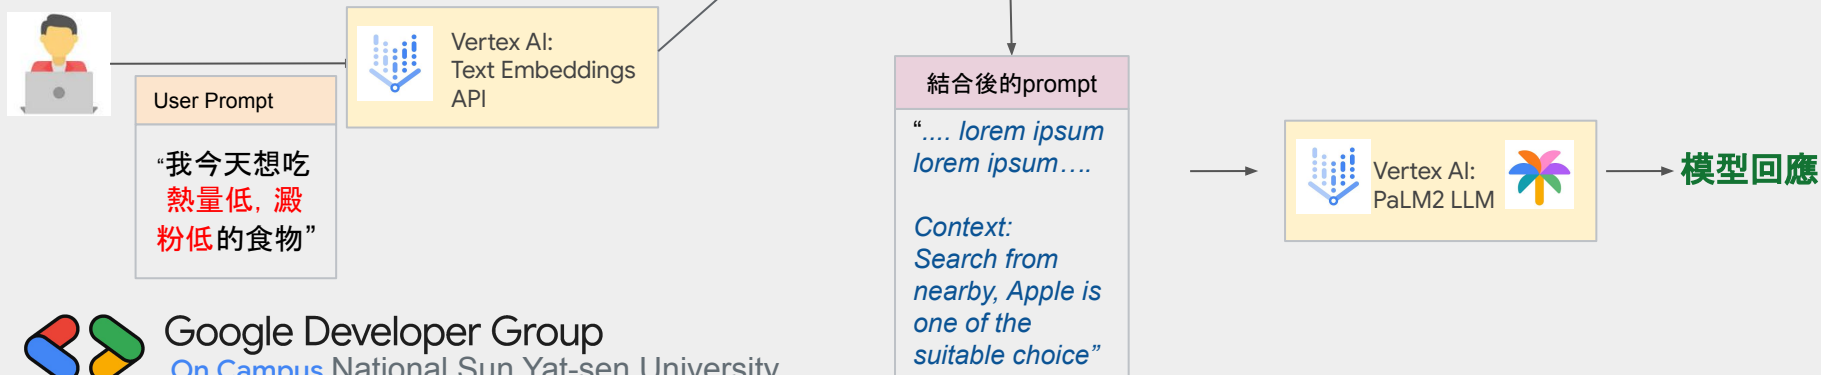 User Prompt
“我今天想吃
熱量低, 澱
粉低的食物”
Vertex AI:
Text Embeddings
API
結合後的prompt
“.... lorem ipsum
lorem ipsum….
Context:
Search from
nearby, Apple is
one of the
suitable choice”
Vertex AI:
PaLM2 LLM
模型回應
Google Developer Group
On Campus National Sun Yat-sen University